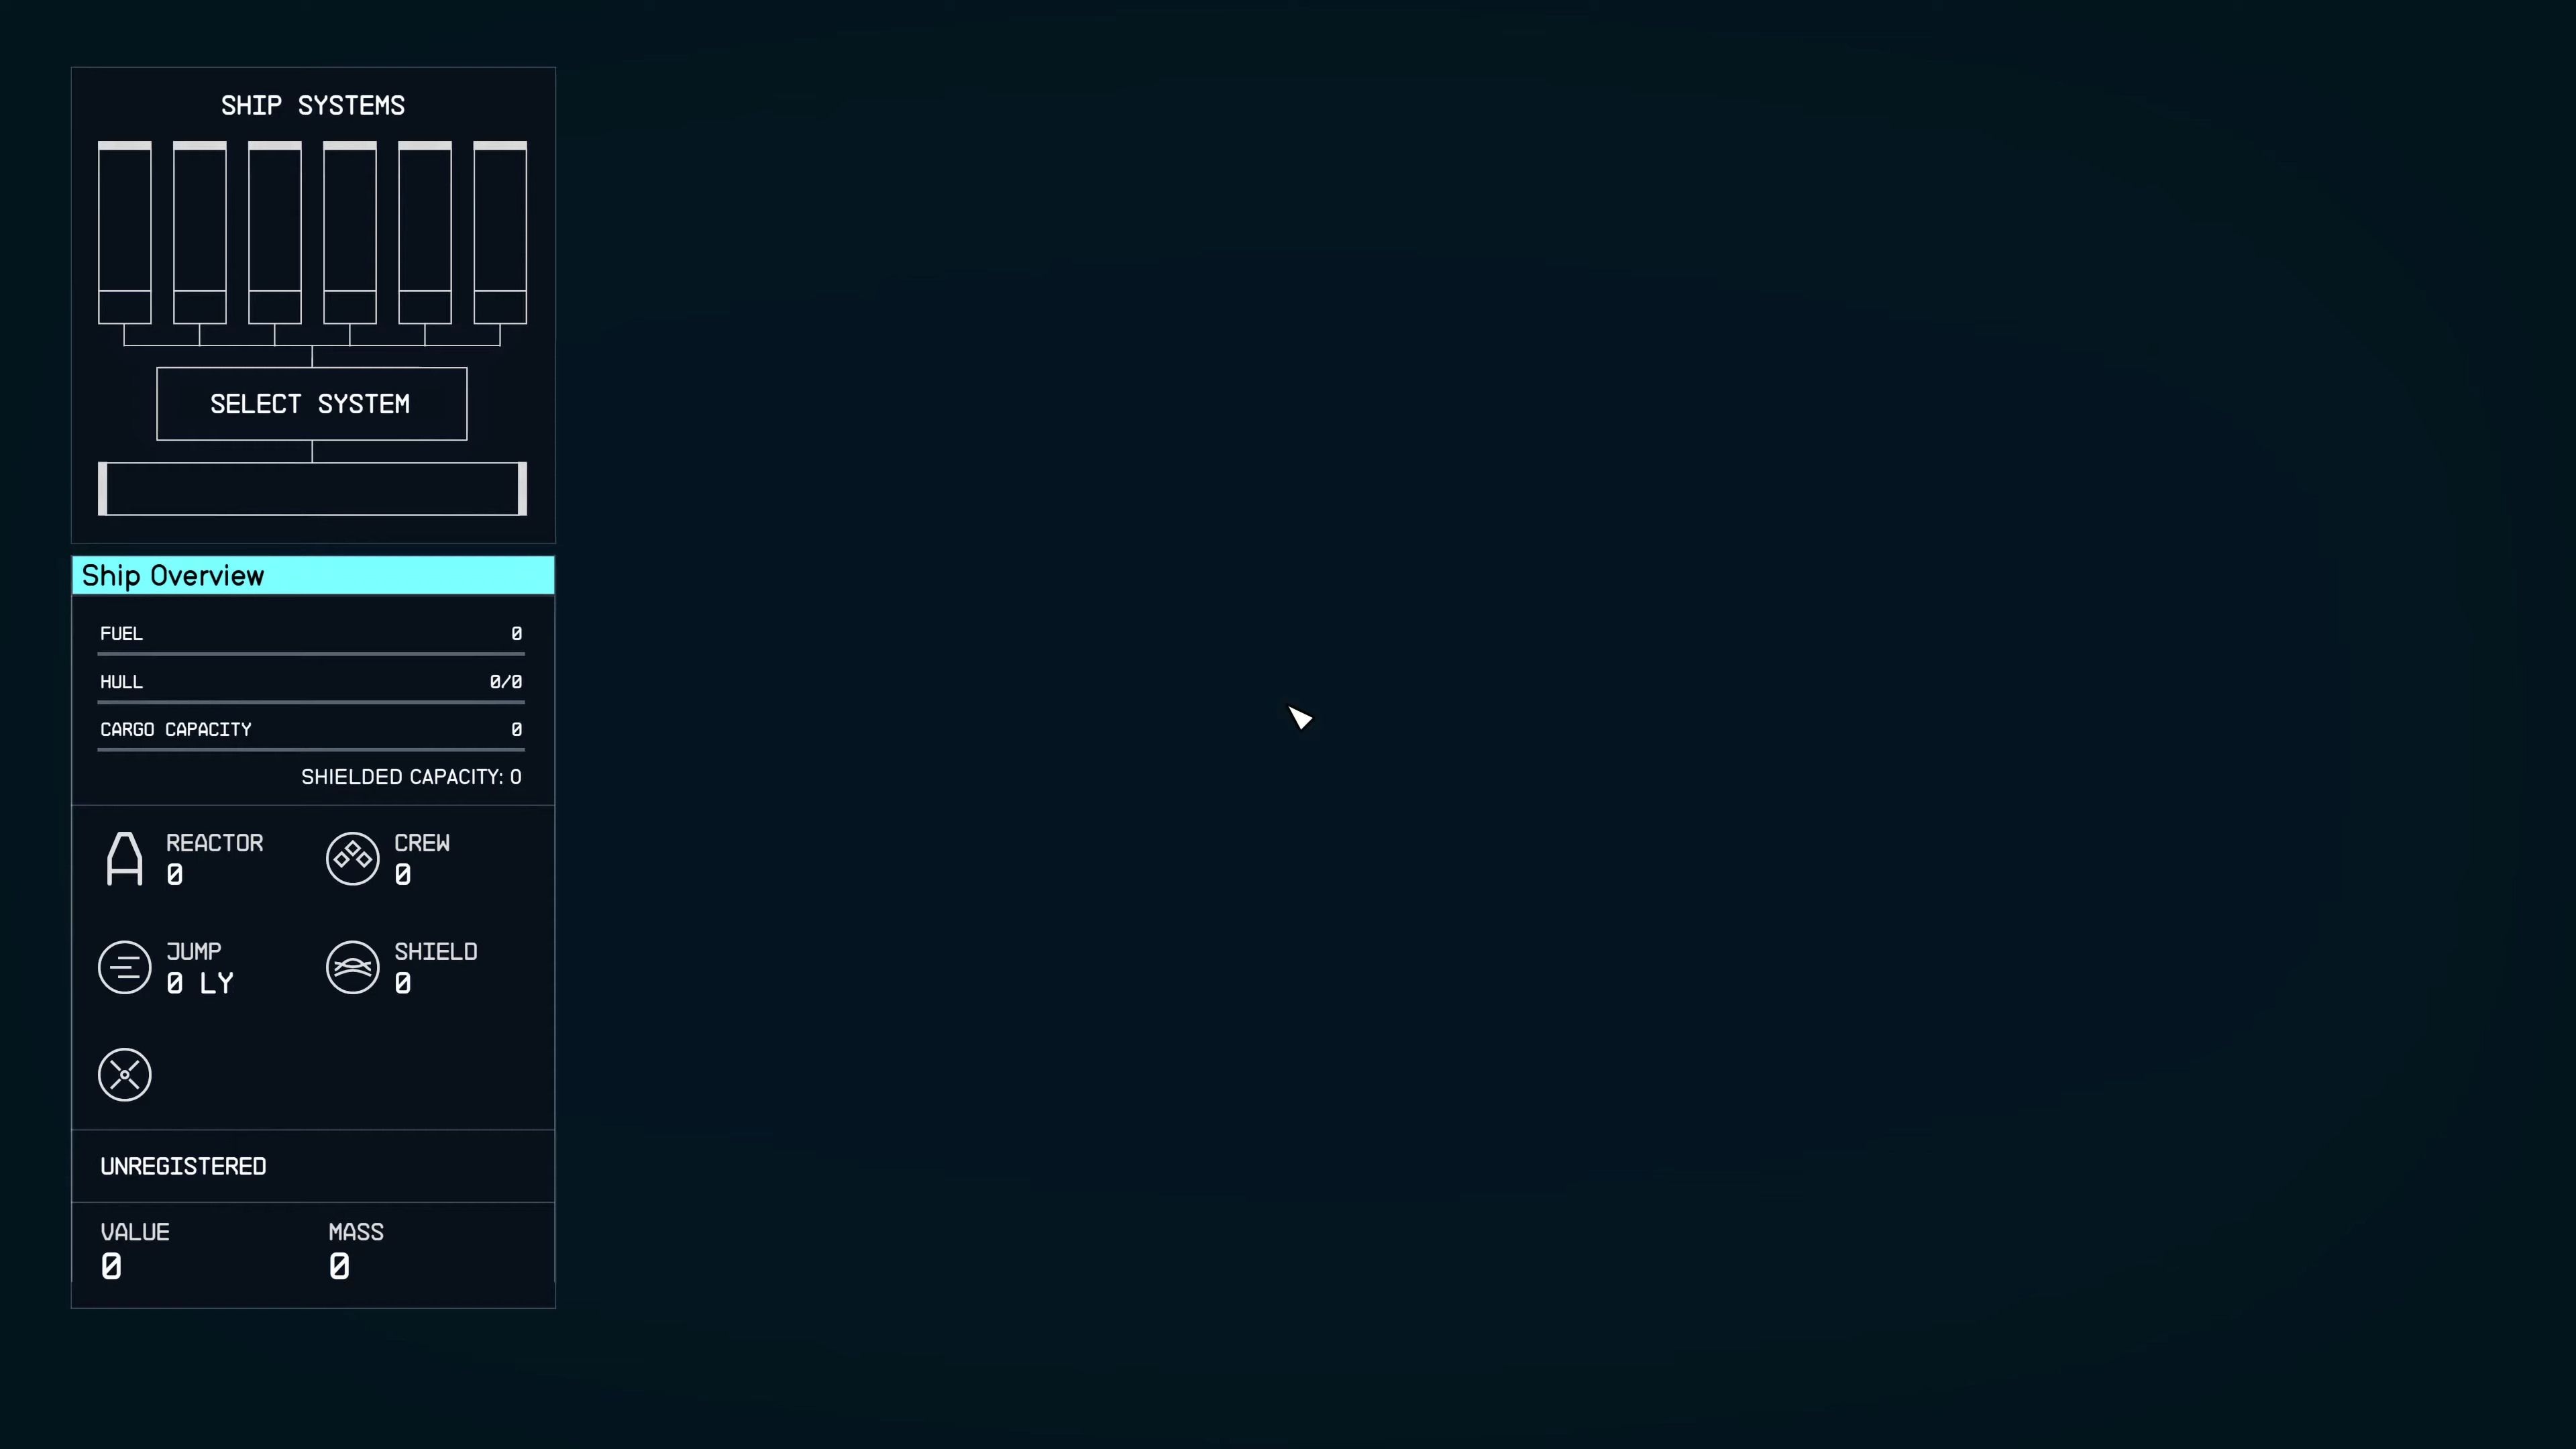 SHIP SYSTEMS
SELECT SYSTEM
Ship Overview
FUEL 0
HULL 0/0
CARGO CAPACITY 0
SHIELDED CAPACITY: 0
REACTOR CREW
0 0
JUMP SHIELD
0 LY 0
UNREGISTERED
VALUE MASS
0 0